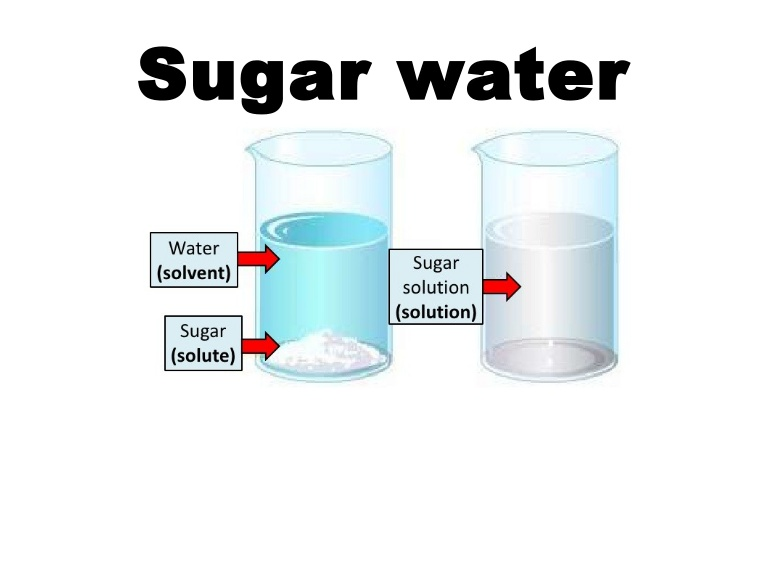 Sugar water
Water
(solvent)
Sugar
(solute)
Sugar
solution
(solution)